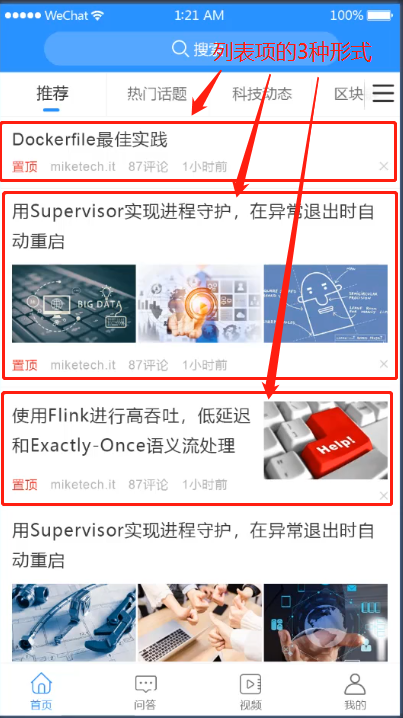 WeChat
1:21 AM
100%
搜索
列表项的3种形式
推荐
热门话题
科技动态
区块
Dockerfile最佳实践
置顶 miketech.it 87评论 1小时前
用Supervisor实现进程守护，在异常退出时自
动重启
BIG DATA
置顶 miketech.it 87评论 1小时前
使用Flink进行高吞吐，低延迟
和Exactly-Once语义流处理
Help!
置顶 miketech.it 87评论 1小时前
用Supervisor实现进程守护，在异常退出时自
动重启
首页
问答
视频
我的